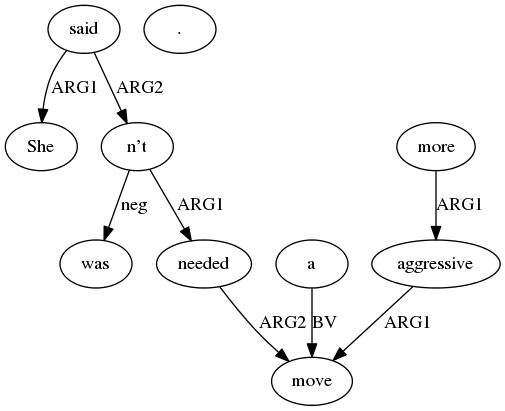 said .
ARG1 ARG2
She n't more
neg ARG1 ARG1
was needed a aggressive
ARG2 BV ARG1
move